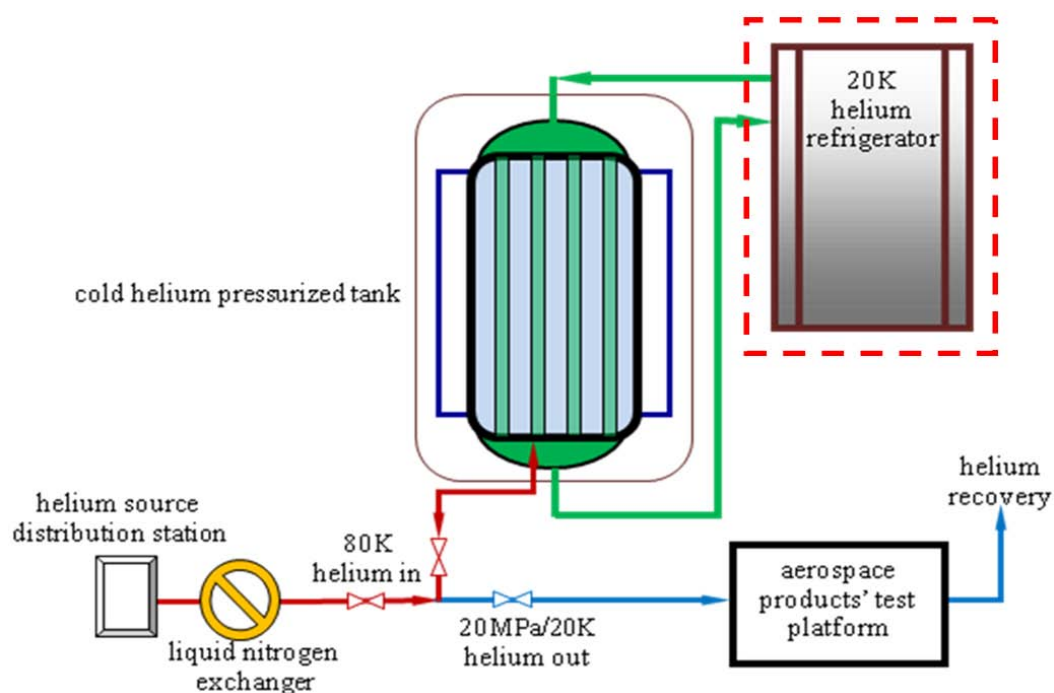 20K
helium
refrigerator
cold helium pressurized tank
helium
recovery
helium source
distribution station
80K
helium in
aerospace
products' test
platform
20MPa/20K
helium out
liquid nitrogen
exchanger